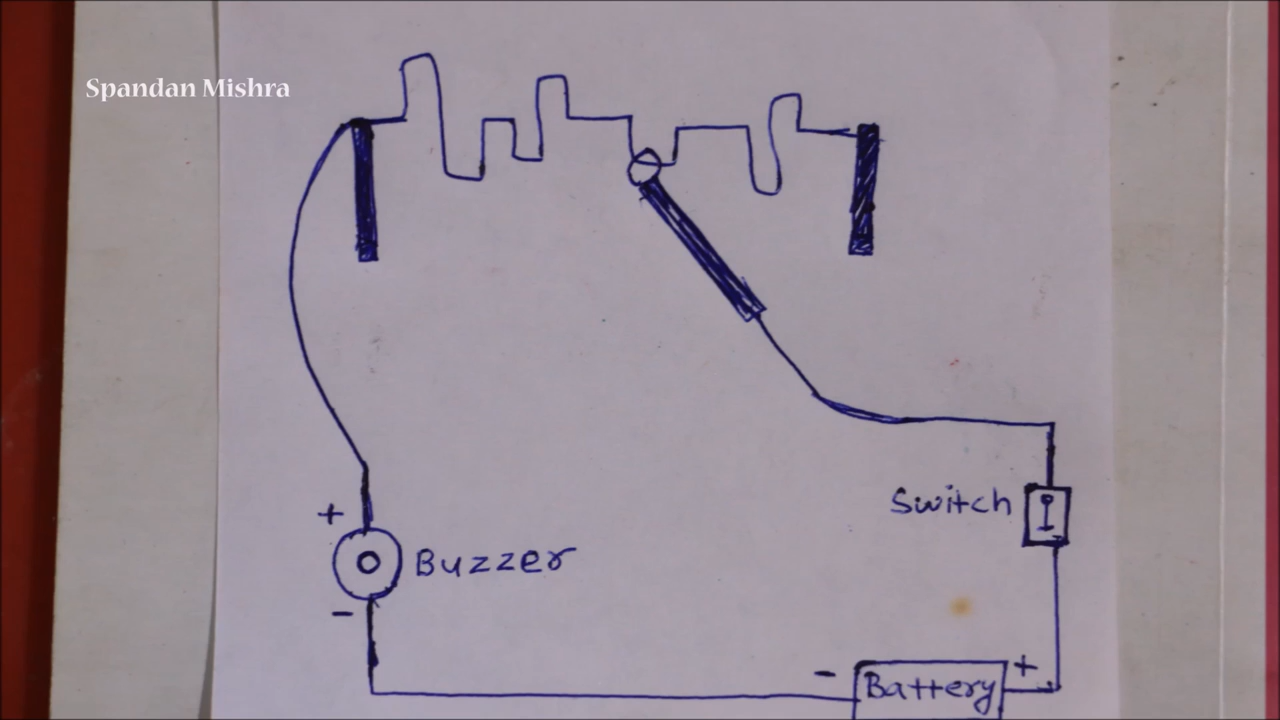 Spandan Mishra
Switch
+
Buzzer
-
- Battery +